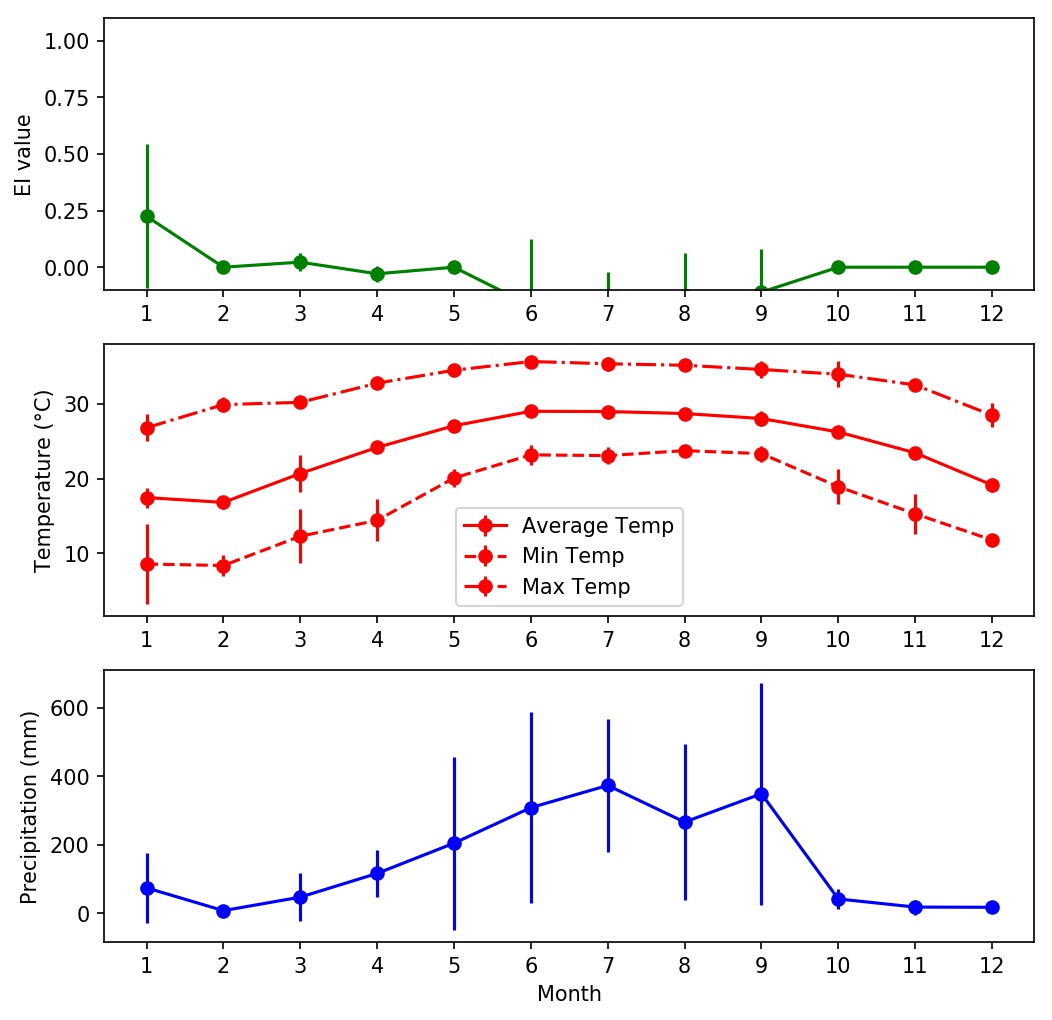 EI value
1.00
0.75
0.50
0.25
0.00
1 2 3 4 5 6 7 8 9 10 11 12
Temperature (°C)
30
20
10
Average Temp
Min Temp
Max Temp
1 2 3 4 5 6 7 8 9 10 11 12
Precipitation (mm)
600
400
200
0
1 2 3 4 5 6 7 8 9 10 11 12
Month